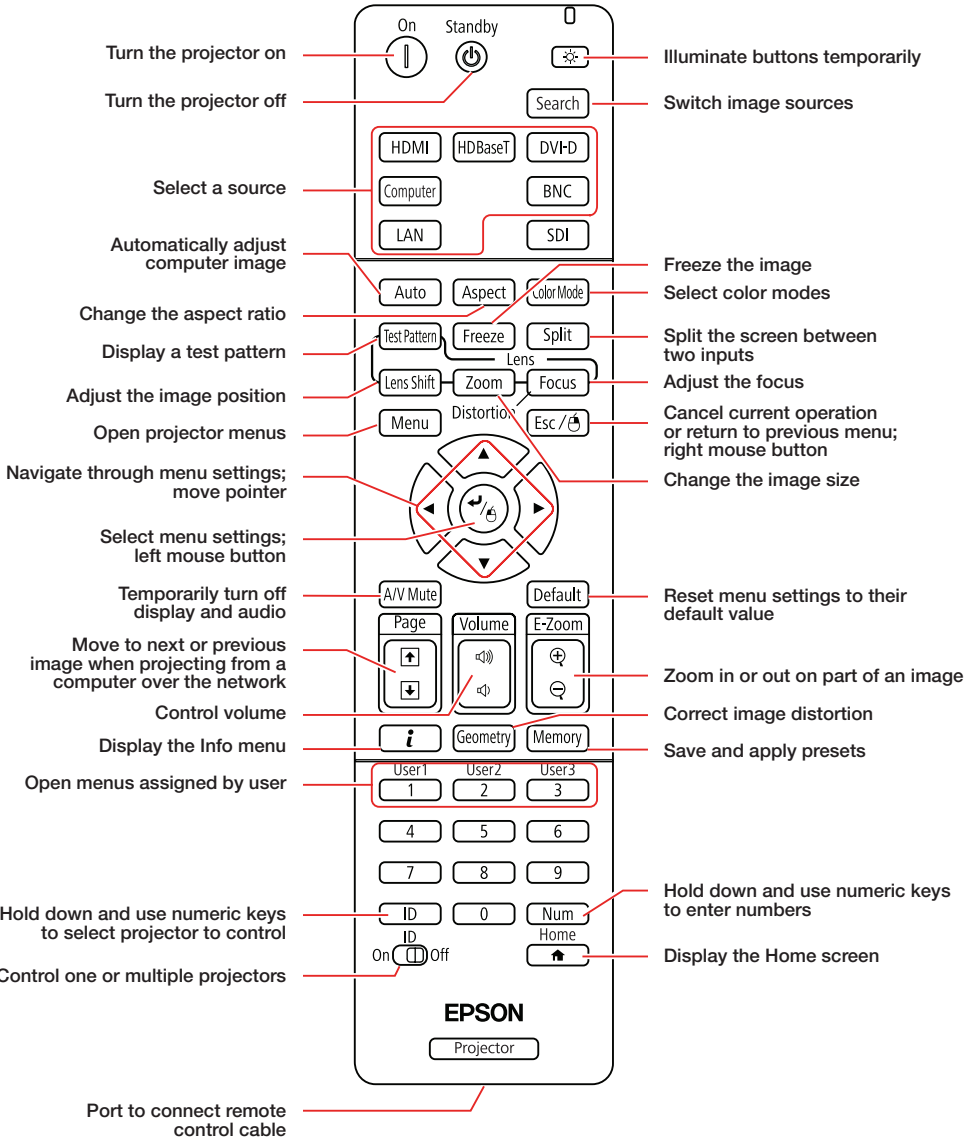 On
Standby
Turn the projector on
Turn the projector off
Illuminate buttons temporarily
Search
Switch image sources
HDMI
HDBaseT
DVI-D
Select a source
Computer
BNC
LAN
SDI
Automatically adjust
computer image
Freeze the image
Auto
Aspect
Color Mode
Select color modes
Change the aspect ratio
Test Pattern
Freeze
Split
Split the screen between
two inputs
Display a test pattern
Lens
Lens Shift
Zoom
Focus
Adjust the focus
Adjust the image position
Distortion
Menu
Esc /
Cancel current operation
or return to previous menu;
right mouse button
Open projector menus
Navigate through menu settings;
move pointer
Change the image size
Select menu settings;
left mouse button
Temporarily turn off
display and audio
A/V Mute
Default
Reset menu settings to their
default value
Page
Volume
E-Zoom
Move to next or previous
image when projecting from a
computer over the network
Zoom in or out on part of an image
Control volume
Correct image distortion
Display the Info menu
i
Geometry
Memory
Save and apply presets
Open menus assigned by user
User1
User2
User3
1
2
3
4
5
6
7
8
9
Hold down and use numeric keys
to select projector to control
ID
0
Num
Hold down and use numeric keys
to enter numbers
ID
On
Off
Home
Display the Home screen
Control one or multiple projectors
EPSON
Projector
Port to connect remote
control cable